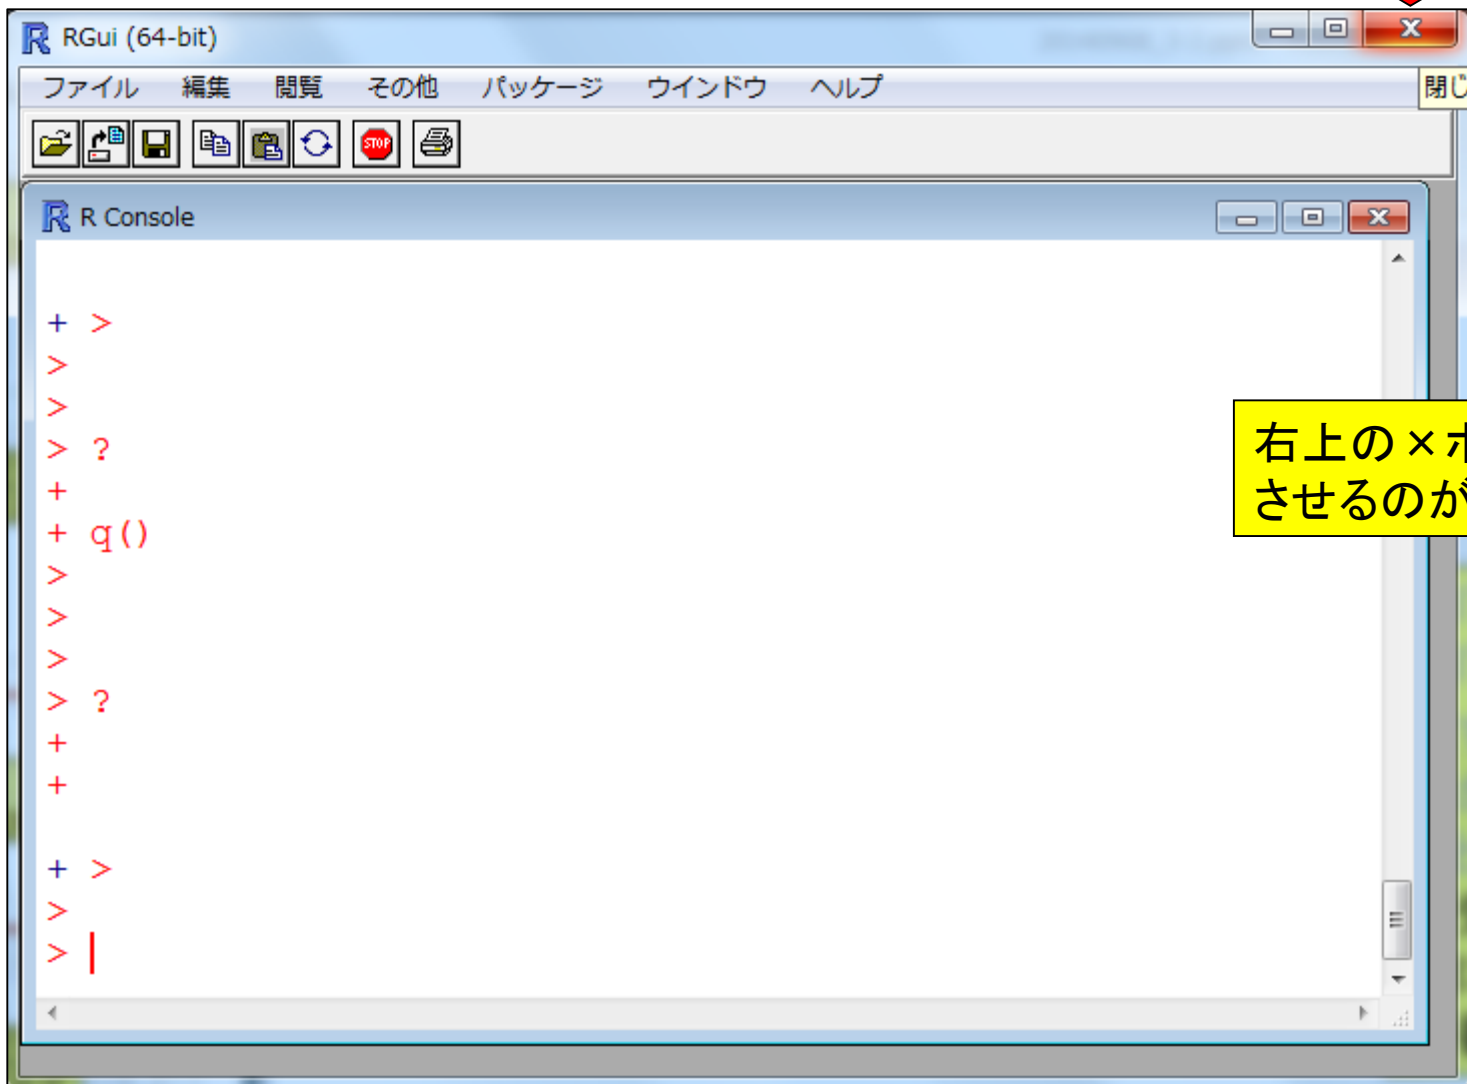 RGui (64-bit)
ファイル 編集 閲覧 その他 パッケージ ウインドウ ヘルプ
閉じ
STOP
R Console
+ >
>
>
> ?
+
+ q()
>
>
>
> ?
+
+
+ >
>
>
右上の×ボ
させるのが